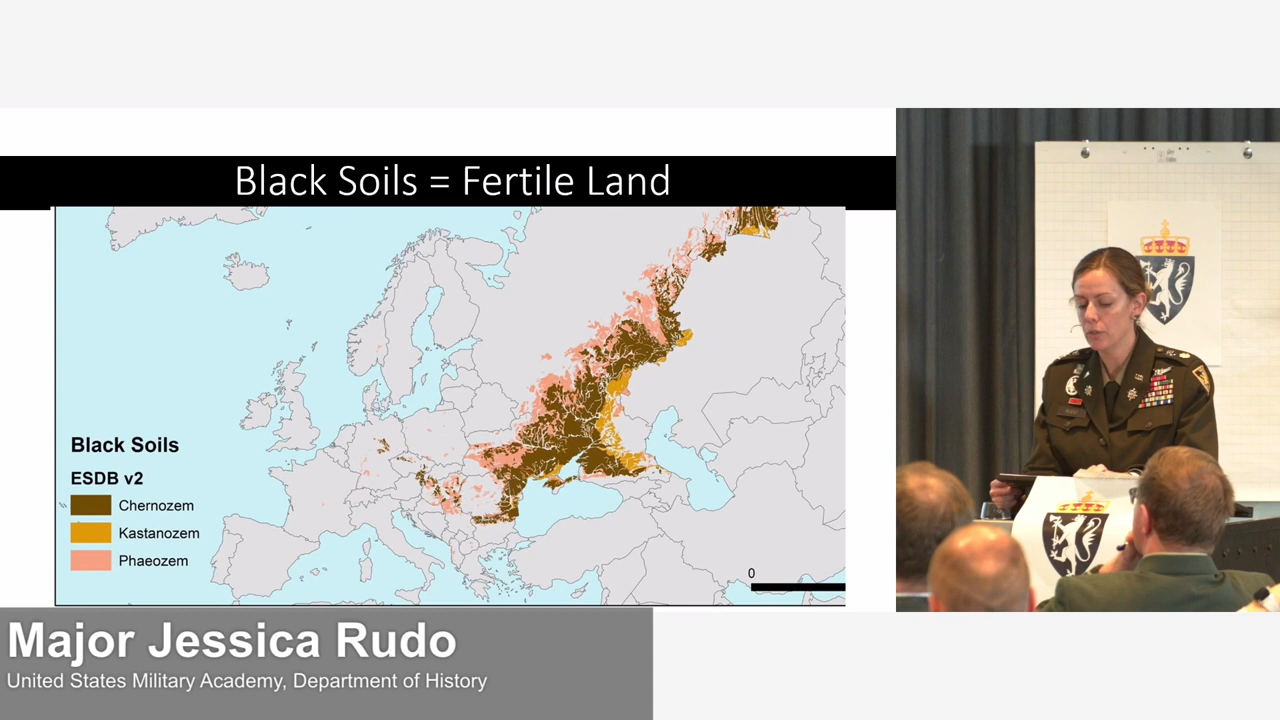 Black Soils = Fertile Land
Black Soils
ESDB v2
Chernozem
Kastanozem
Phaeozem
0
Major Jessica Rudo
United States Military Academy, Department of History